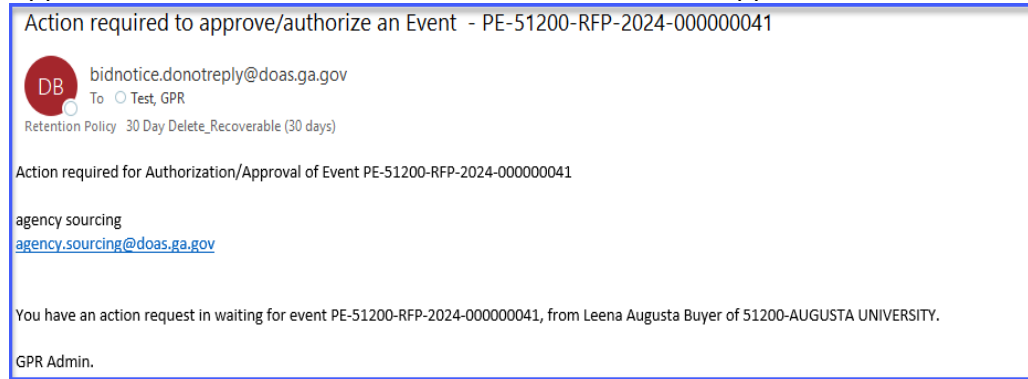 Action required to approve/authorize an Event - PE-51200-RFP-2024-000000041
DB
bidnotice.donotreply@doas.ga.gov
To Test, GPR
Retention Policy 30 Day Delete_Recoverable (30 days)
Action required for Authorization/Approval of Event PE-51200-RFP-2024-000000041
agency sourcing
agency.sourcing@doas.ga.gov
You have an action request in waiting for event PE-51200-RFP-2024-000000041, from Leena Augusta Buyer of 51200-AUGUSTA UNIVERSITY.
GPR Admin.